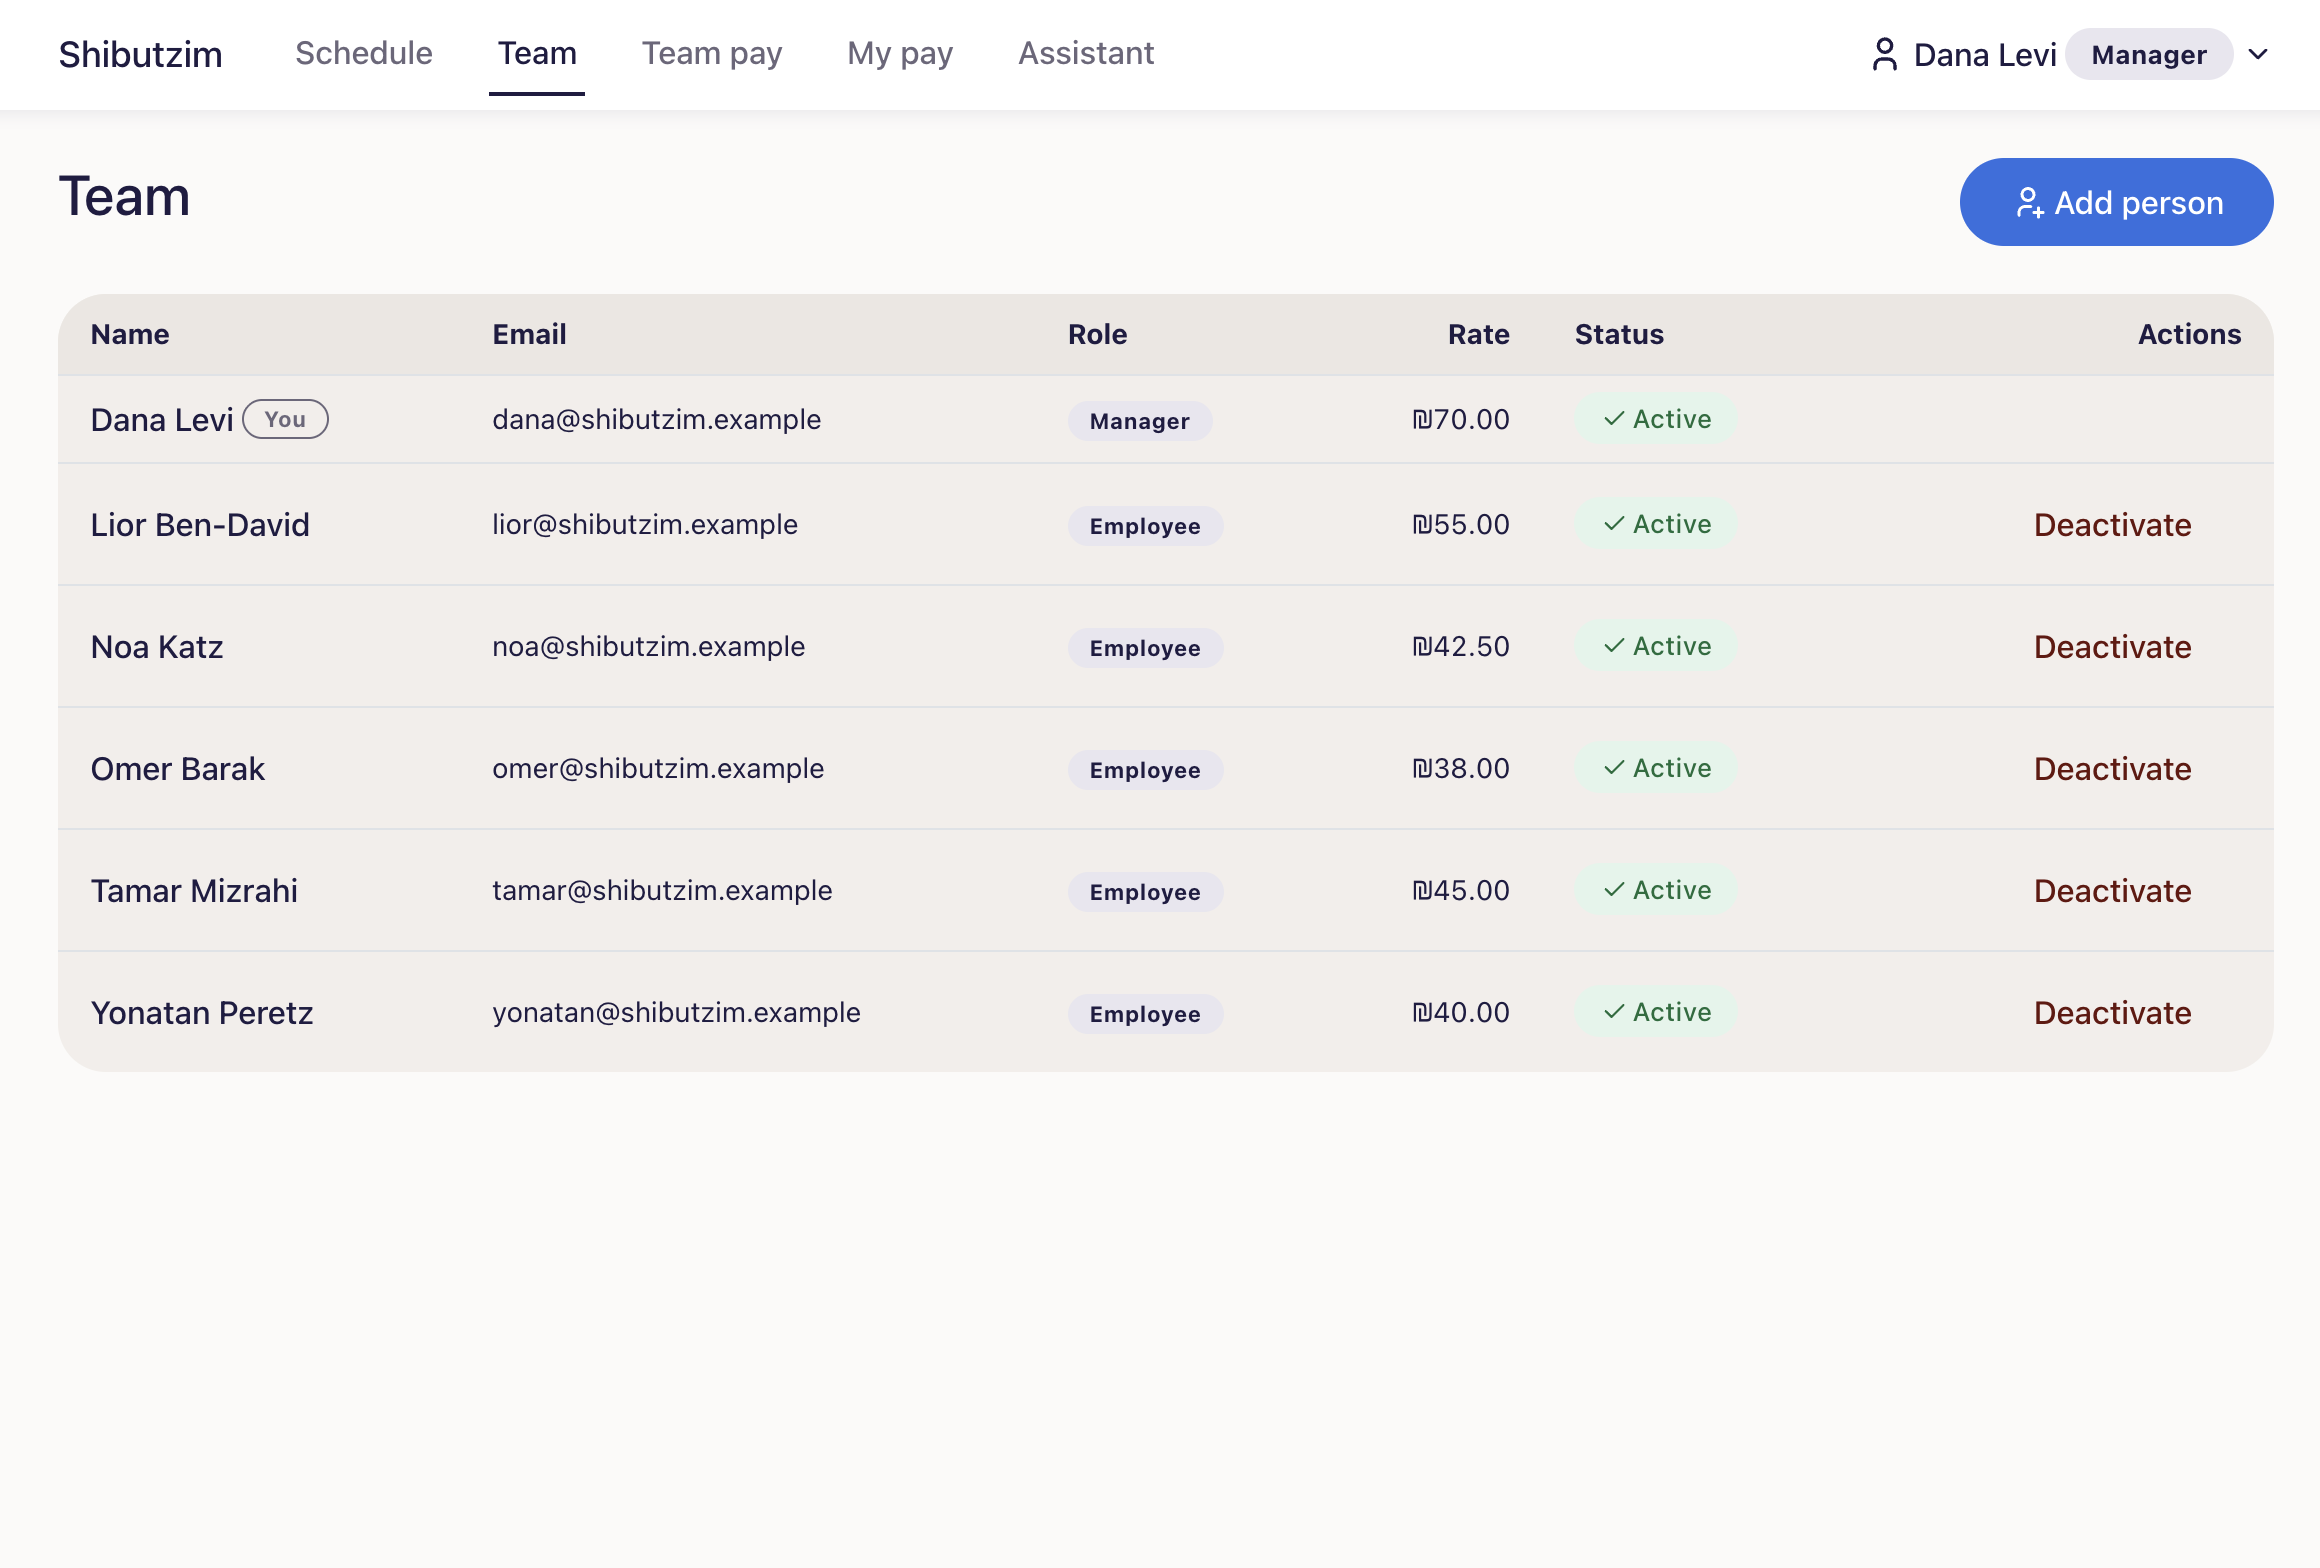 Shibutzim Schedule Team Team pay My pay Assistant Dana Levi Manager
Team Add person
Name Email Role Rate Status Actions
Dana Levi You dana@shibutzim.example Manager ₪70.00 Active
Lior Ben-David lior@shibutzim.example Employee ₪55.00 Active Deactivate
Noa Katz noa@shibutzim.example Employee ₪42.50 Active Deactivate
Omer Barak omer@shibutzim.example Employee ₪38.00 Active Deactivate
Tamar Mizrahi tamar@shibutzim.example Employee ₪45.00 Active Deactivate
Yonatan Peretz yonatan@shibutzim.example Employee ₪40.00 Active Deactivate